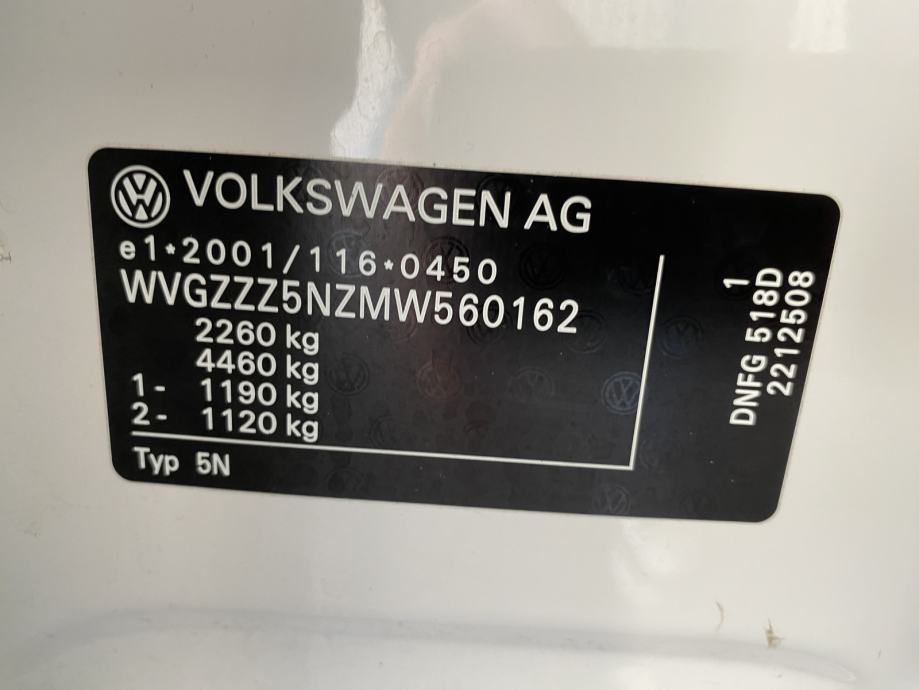 VOLKSWAGEN AG
e1*2001/116*0450
WVGZZZ5NZMW560162
2260 kg
4460 kg
1- 1190 kg
2- 1120 kg
Typ 5N
1
DNFG 518D
2212508